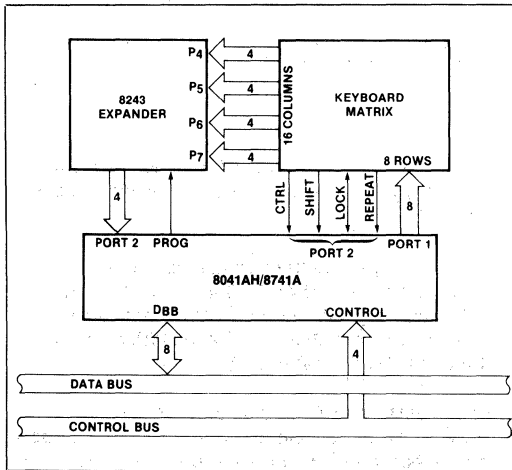 8243
EXPANDER
P4
P5
P6
P7
4
4
4
4
16 COLUMNS
KEYBOARD
MATRIX
8 ROWS
4
CTRL
SHIFT
LOCK
REPEAT
8
PORT 2
PROG
PORT 2
PORT 1
8041AH/8741A
DBB
CONTROL
8
4
DATA BUS
CONTROL BUS